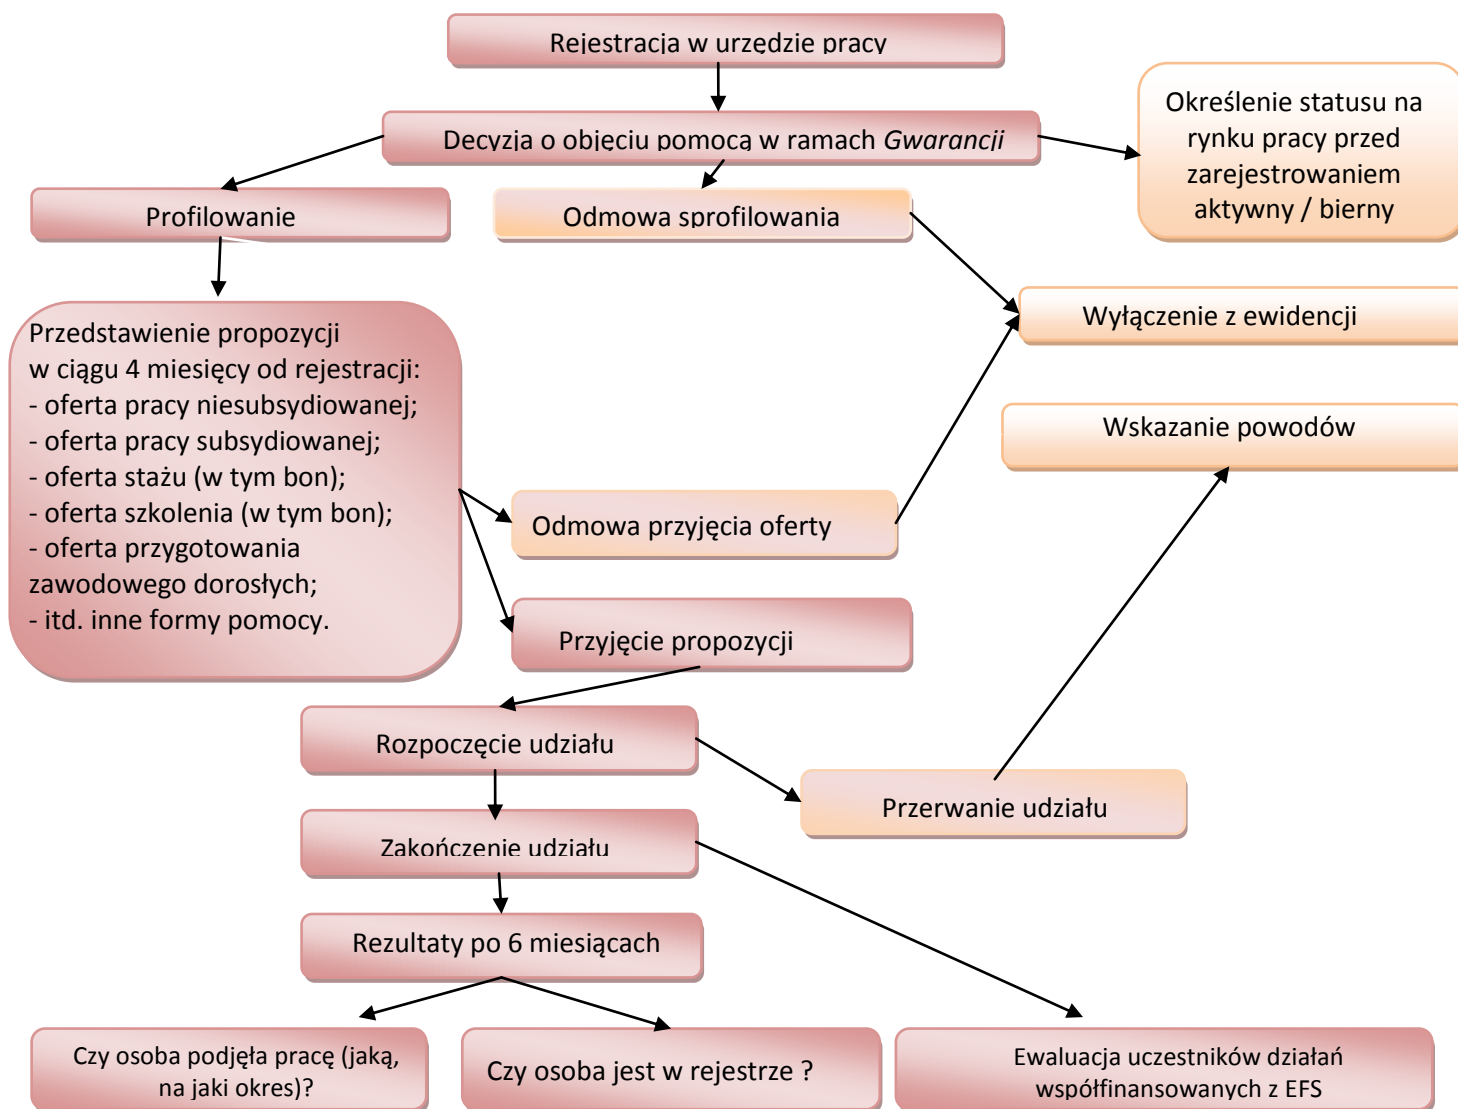 Rejestracja w urzędzie pracy
Decyzja o objęciu pomocą w ramach Gwarancji
Określenie statusu na
rynku pracy przed
zarejestrowaniem
aktywny / bierny
Profilowanie
Odmowa sprofilowania
Wyłączenie z ewidencji
Przedstawienie propozycji
w ciągu 4 miesięcy od rejestracji:
- oferta pracy niesubsydiowanej;
- oferta pracy subsydiowanej;
- oferta stażu (w tym bon);
- oferta szkolenia (w tym bon);
- oferta przygotowania
zawodowego dorosłych;
- itd. inne formy pomocy.
Wskazanie powodów
Odmowa przyjęcia oferty
Przyjęcie propozycji
Rozpoczęcie udziału
Przerwanie udziału
Zakończenie udziału
Rezultaty po 6 miesiącach
Czy osoba podjęła pracę (jaką,
na jaki okres)?
Czy osoba jest w rejestrze ?
Ewaluacja uczestników działań
współfinansowanych z EFS